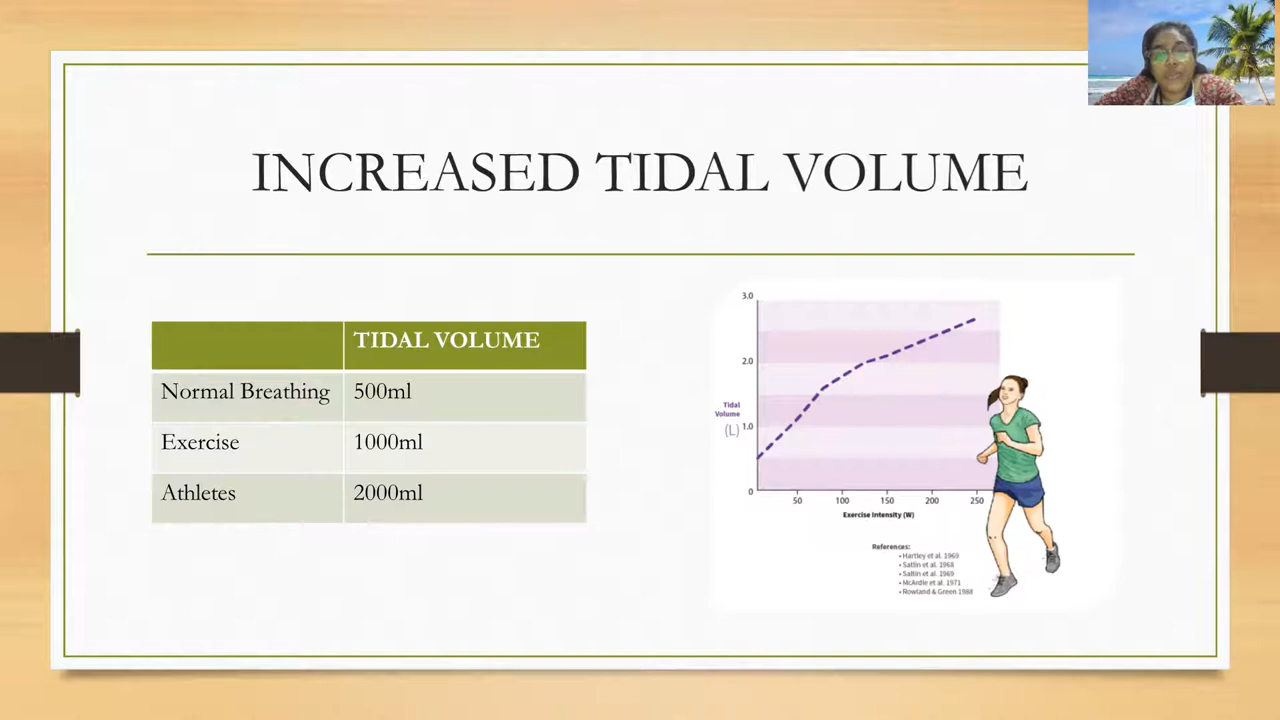 INCREASED TIDAL VOLUME
TIDAL VOLUME
Normal Breathing 500ml
Exercise 1000ml
Athletes 2000ml
3.0
2.0
Tidal
Volume
(L)
1.0
0
50 100 150 200 250
Exercise Intensity (W)
References:
• Hartley et al. 1969
• Satlin et al. 1968
• Saltin et al. 1969
• McArdle et al. 1971
• Rowland & Green 1988